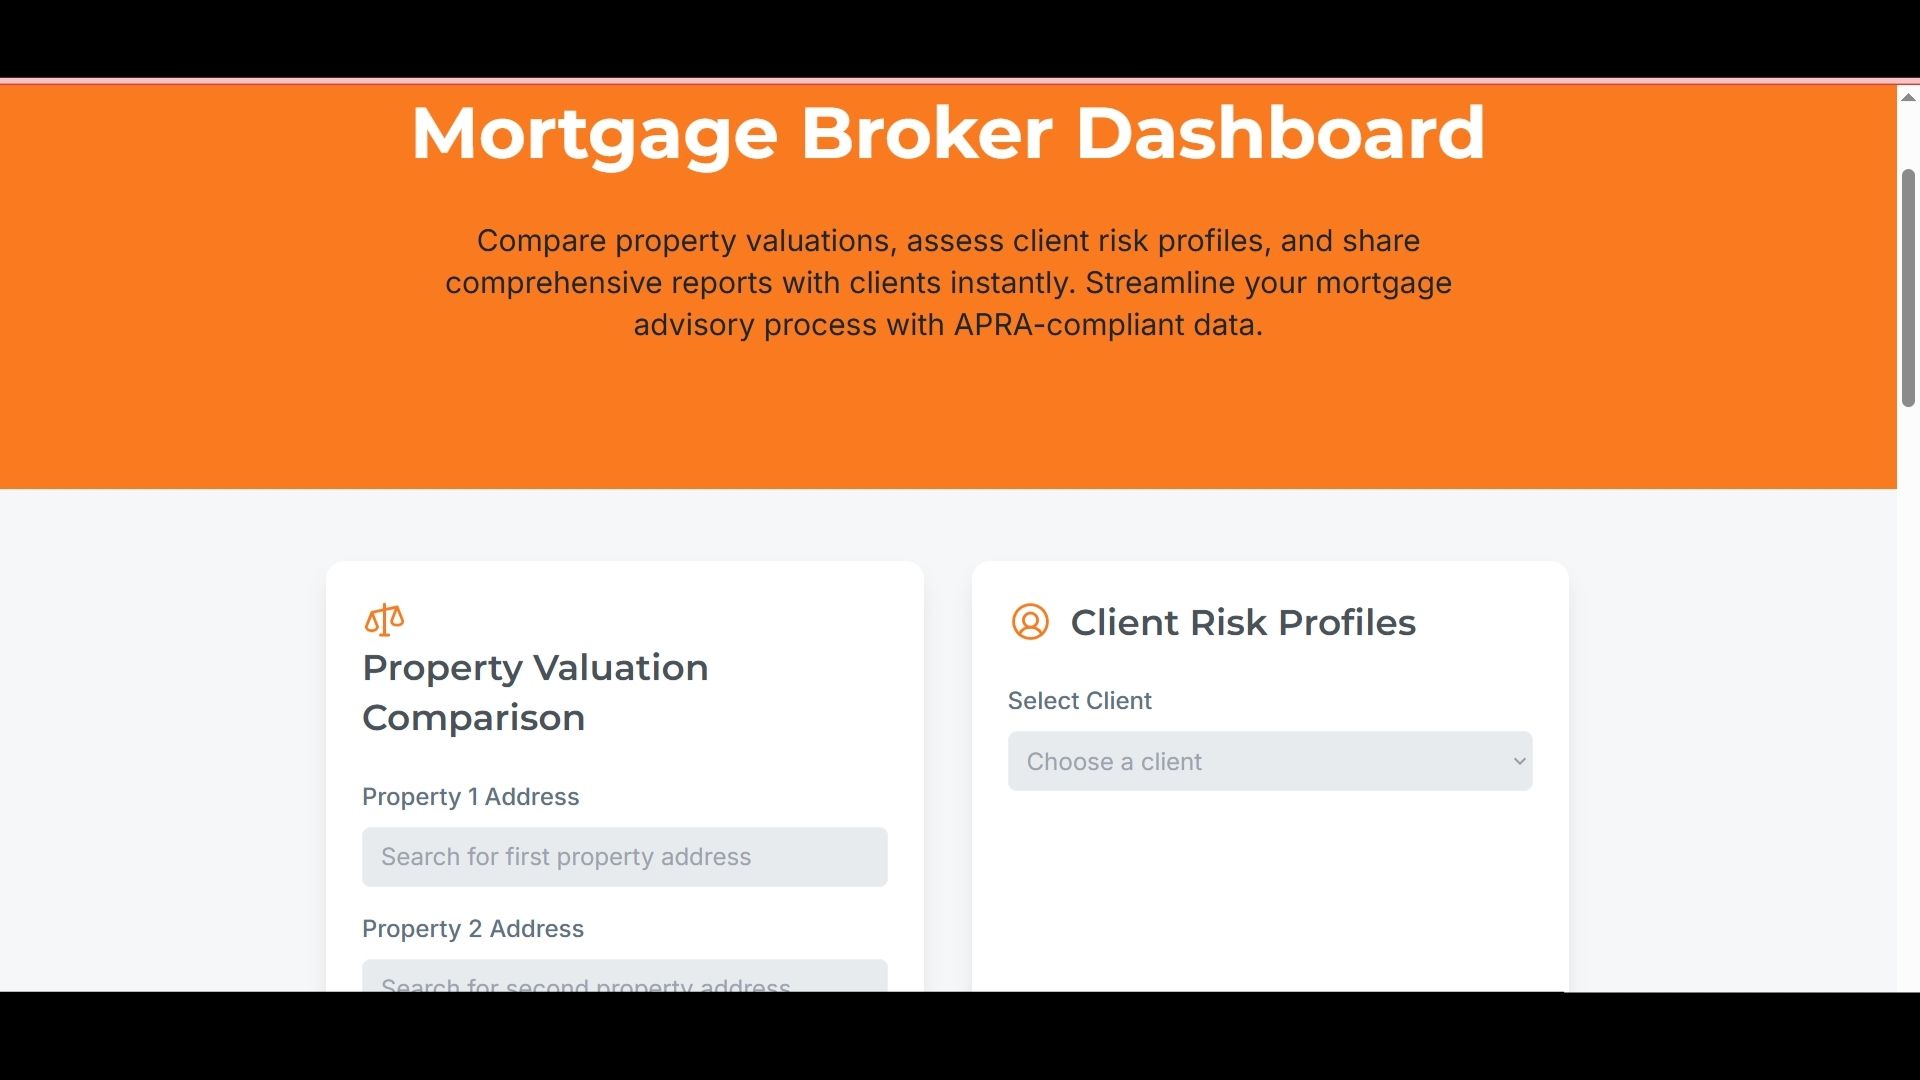 Mortgage Broker Dashboard
Compare property valuations, assess client risk profiles, and share
comprehensive reports with clients instantly. Streamline your mortgage
advisory process with APRA-compliant data.
Property Valuation
Comparison
Property 1 Address
Search for first property address
Property 2 Address
Search for second property address
Client Risk Profiles
Select Client
Choose a client